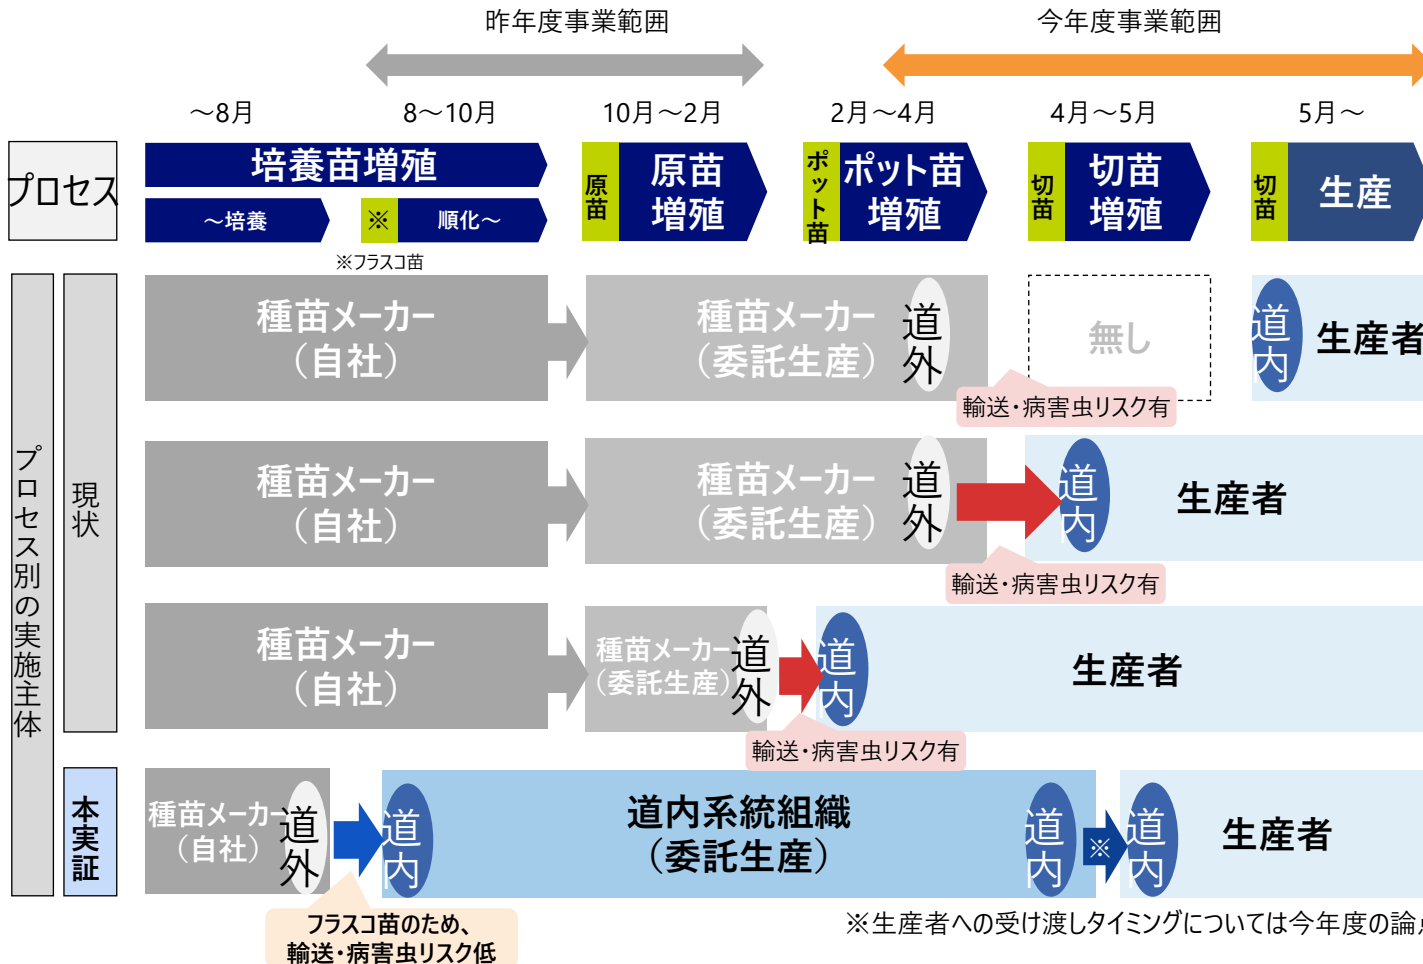 昨年度事業範囲
今年度事業範囲
～8月
8～10月
10月～2月
2月～4月
4月～5月
5月～
プロセス
培養苗増殖
～培養
※
順化～
※フラスコ苗
原苗
原苗
増殖
ポット苗
ポット苗
増殖
切苗
切苗
増殖
切苗
生産
プロセス別の実施主体
現状
種苗メーカー
（自社）
種苗メーカー
（委託生産）
道外
無し
道内
生産者
輸送・病害虫リスク有
種苗メーカー
（自社）
種苗メーカー
（委託生産）
道外
道内
生産者
輸送・病害虫リスク有
種苗メーカー
（自社）
種苗メーカー
（委託生産）
道外
道内
生産者
輸送・病害虫リスク有
本実証
種苗メーカー
（自社）
道外
道内
道内系統組織
（委託生産）
道内
※
道内
生産者
フラスコ苗のため、
輸送・病害虫リスク低
※生産者への受け渡しタイミングについては今年度の論点